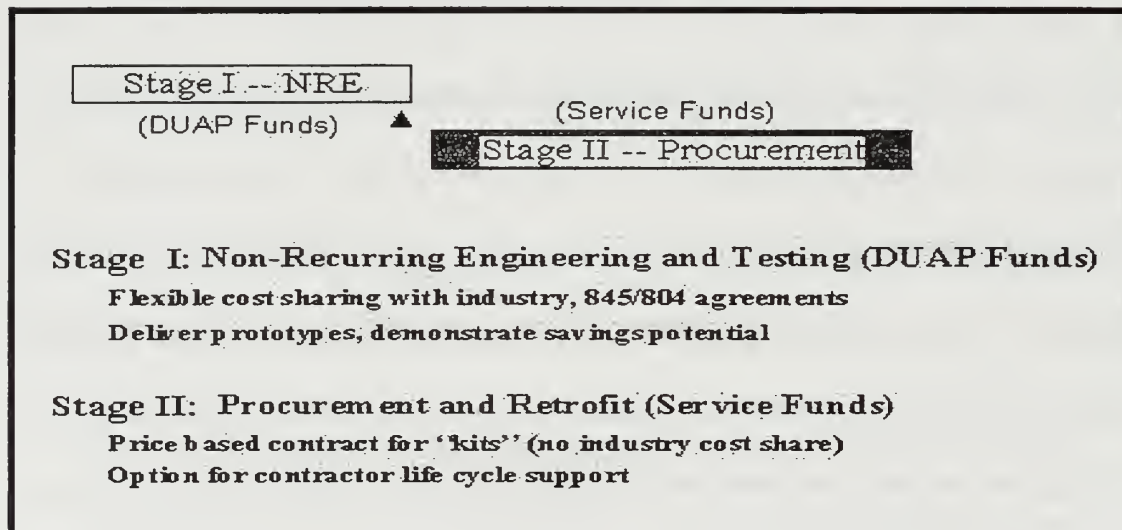 Stage I -- NRE
(DUAP Funds)
(Service Funds)
Stage II -- Procurement
Stage I: Non-Recurring Engineering and Testing (DUAP Funds)
Flexible cost sharing with industry, 845/804 agreements
Deliver prototypes, demonstrate savings potential
Stage II: Procurement and Retrofit (Service Funds)
Price based contract for "kits" (no industry cost share)
Option for contractor life cycle support